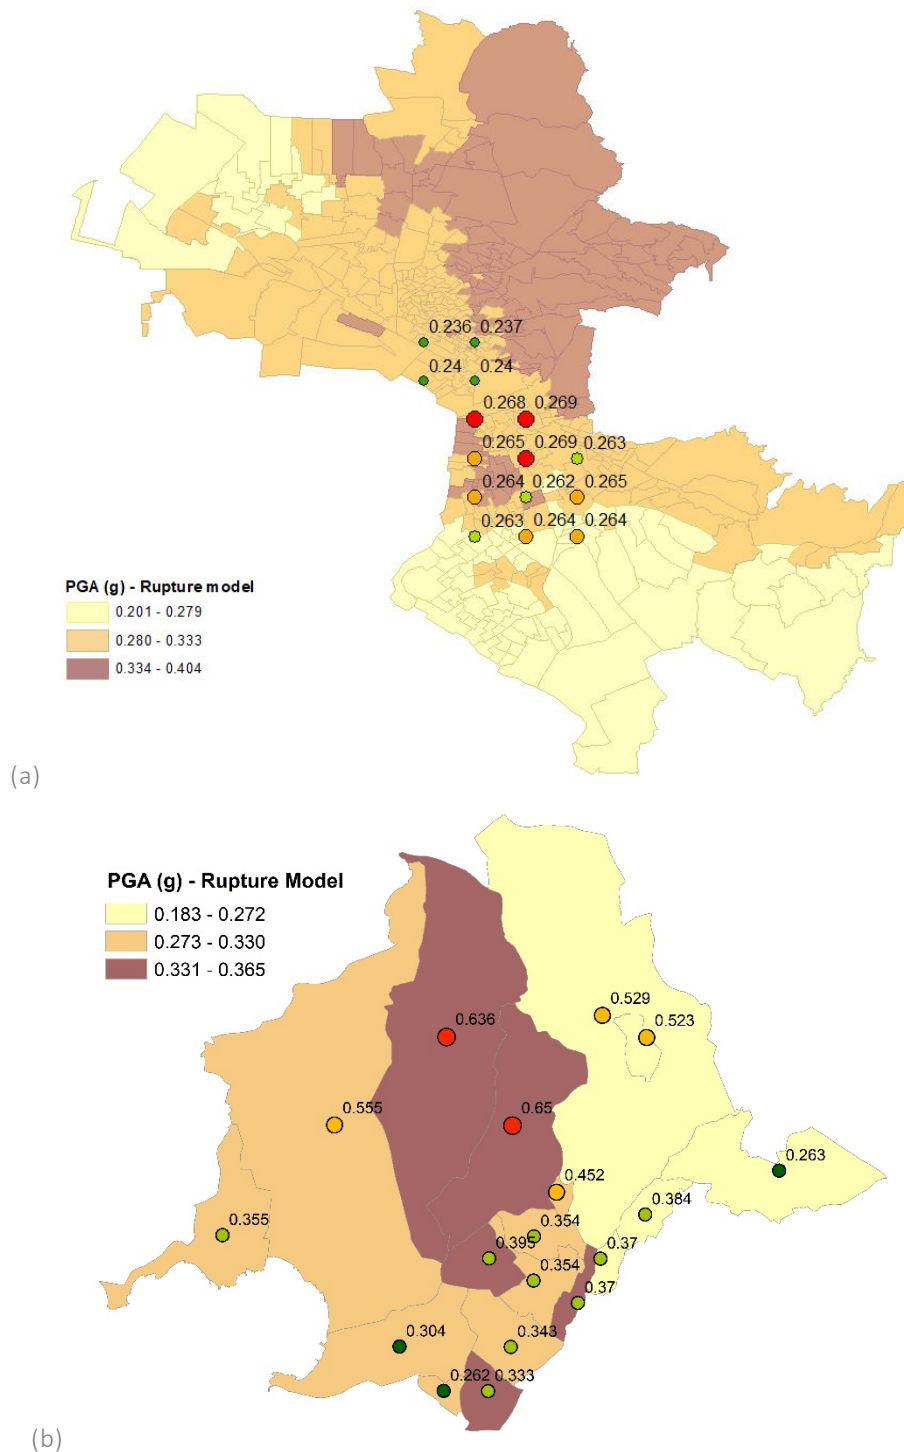 0.236 0.237
0.24 0.24
0.268 0.269
0.265 0.269 0.263
0.264 0.262 0.265
0.263 0.264 0.264
PGA (g) - Rupture model
0.201 - 0.279
0.280 - 0.333
0.334 - 0.404
(a)
PGA (g) - Rupture Model
0.183 - 0.272
0.273 - 0.330
0.331 - 0.365
0.529
0.636 0.523
0.555 0.65
0.263
0.452
0.384
0.355 0.354
0.395 0.37
0.354
0.37
0.304 0.343
0.262 0.333
(b)